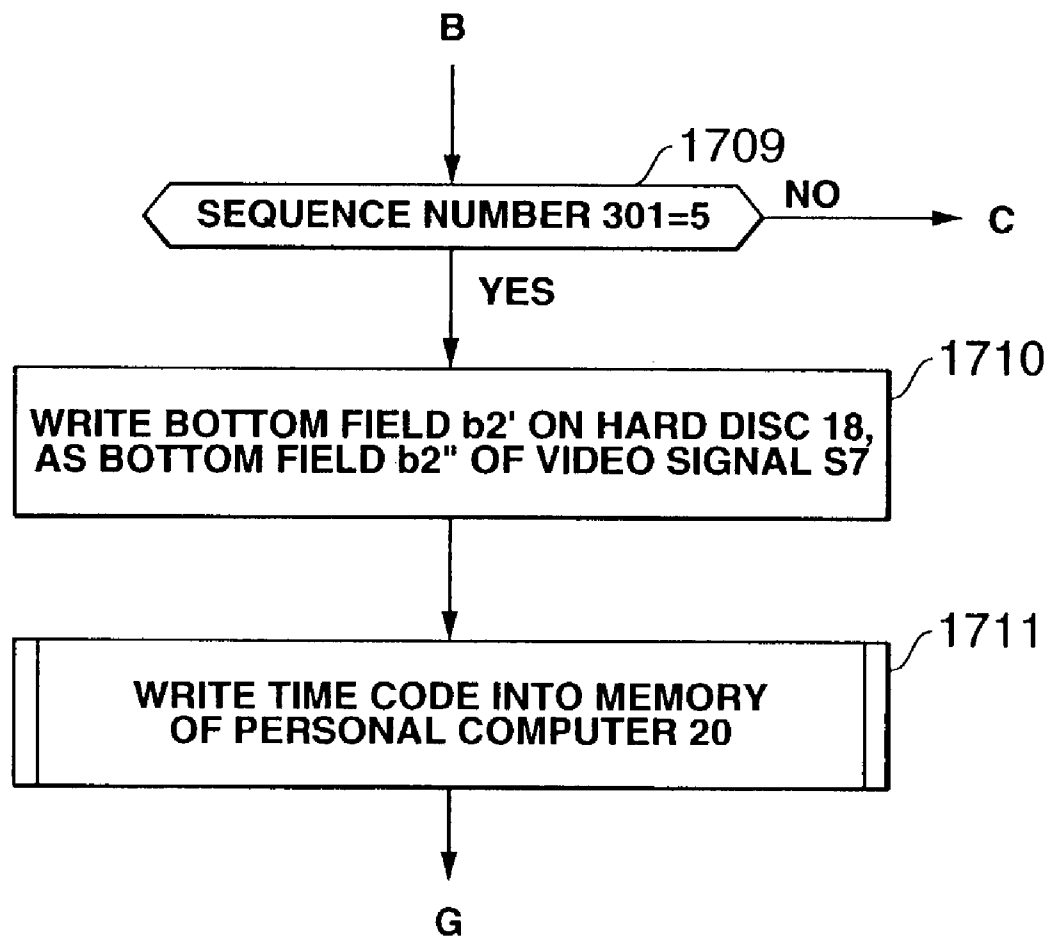 B
1709
SEQUENCE NUMBER 301=5
NO
C
YES
1710
WRITE BOTTOM FIELD b2' ON HARD DISC 18,
AS BOTTOM FIELD b2" OF VIDEO SIGNAL S7
1711
WRITE TIME CODE INTO MEMORY
OF PERSONAL COMPUTER 20
G